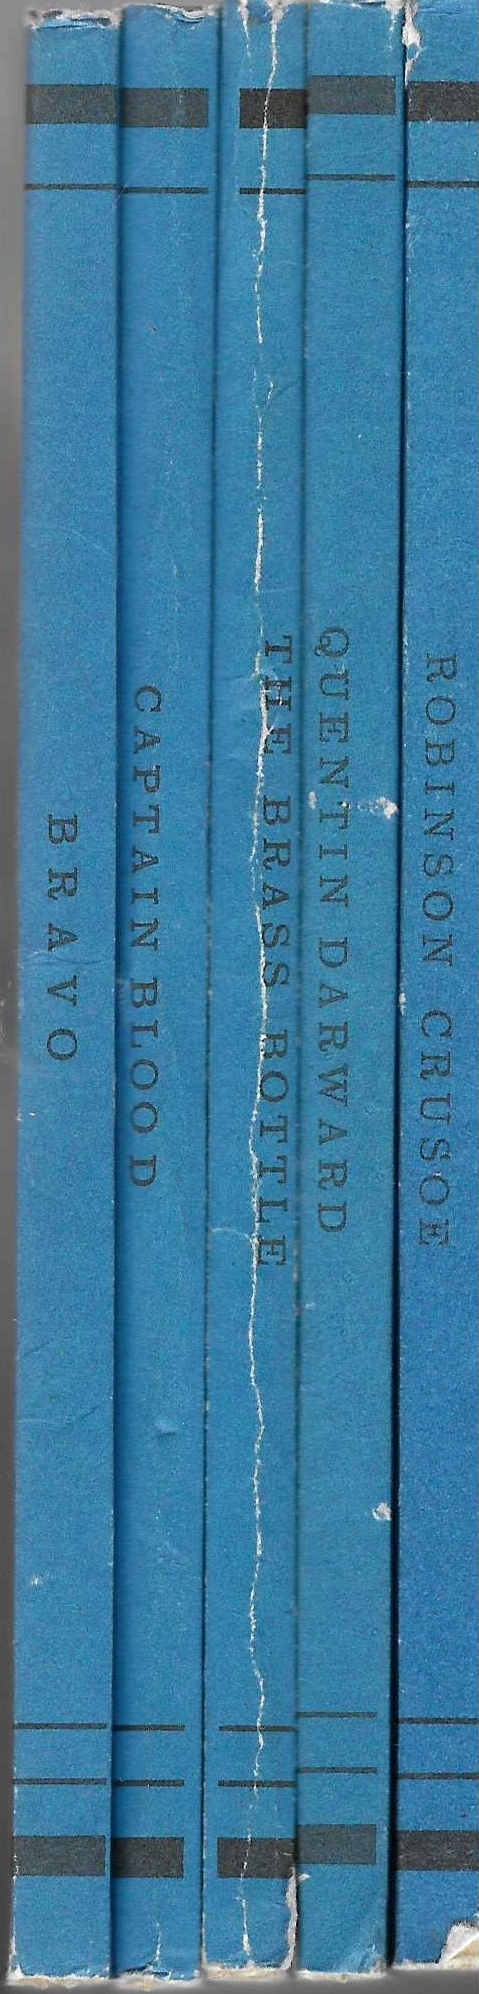 BRAVO
CAPTAIN BLOOD
THE BRASS BOTTLE
QUENTIN DARWARD
ROBINSON CRUSOE